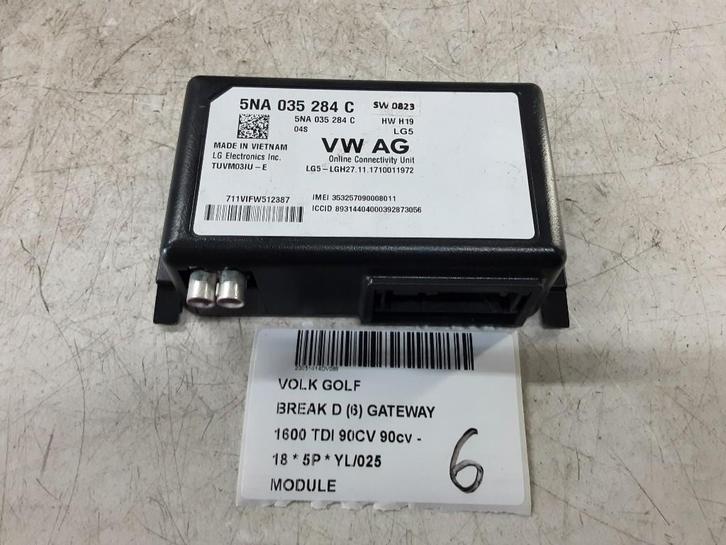 5NA 035 284 C SW 0823
5NA 035 284 C HW H19
04S LG5
MADE IN VIETNAM VW AG
LG Electronics Inc. Online Connectivity Unit
TUVM03IU-E LG5-LGH27.11.1710011972
711VIFW512387 IMEI 353257090008011
ICCID 89314404000392873056
VOLK GOLF
BREAK D (6) GATEWAY
1600 TDI 90CV 90cv -
18 * 5P * YL/025
MODULE
6